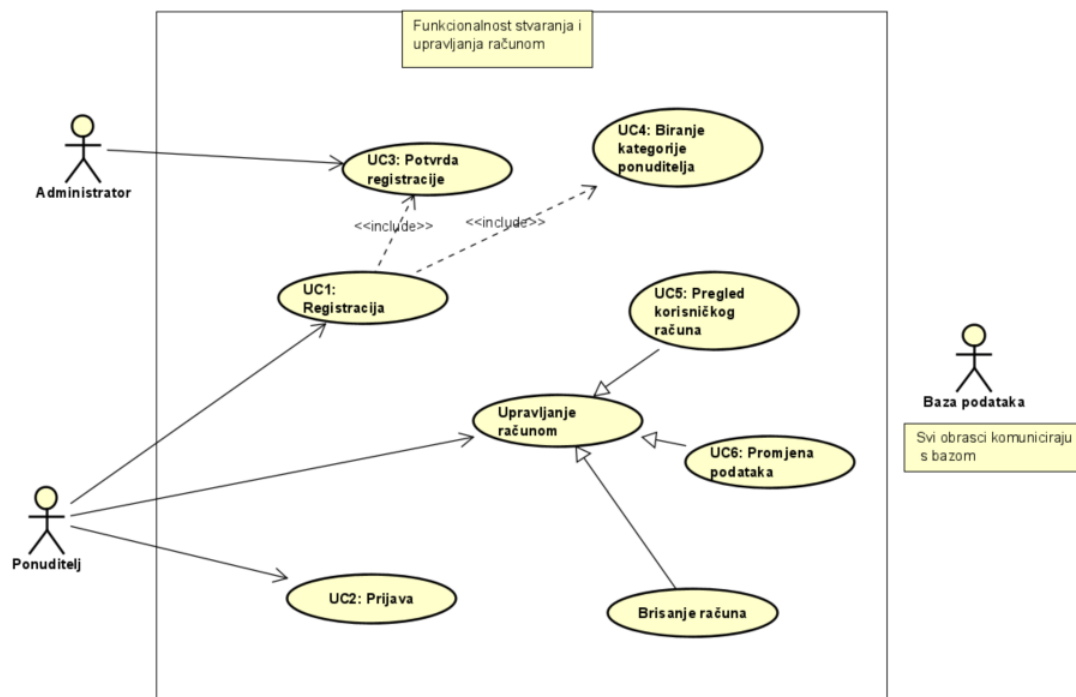 Funkcionalnost stvaranja i
upravljanja računom
Administrator
UC3: Potvrda
registracije
UC4: Biranje
kategorije
ponuditelja
<<include>>
<<include>>
UC1:
Registracija
UC5: Pregled
korisničkog
računa
Baza podataka
Svi obrasci komuniciraju
s bazom
Upravljanje
računom
UC6: Promjena
podataka
Ponuditelj
UC2: Prijava
Brisanje računa